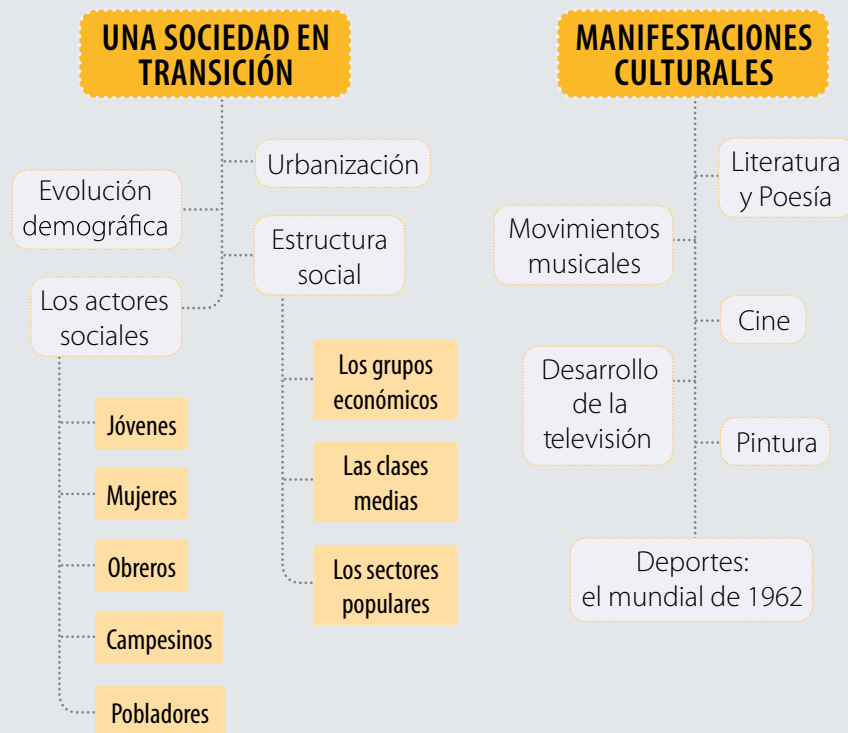 UNA SOCIEDAD EN
TRANSICIÓN
Urbanización
Evolución
demográfica
Estructura
social
Los actores
sociales
Los grupos
económicos
Las clases
medias
Los sectores
populares
Jóvenes
Mujeres
Obreros
Campesinos
Pobladores
MANIFESTACIONES
CULTURALES
Literatura
y Poesía
Movimientos
musicales
Cine
Desarrollo
de la
televisión
Pintura
Deportes:
el mundial de 1962